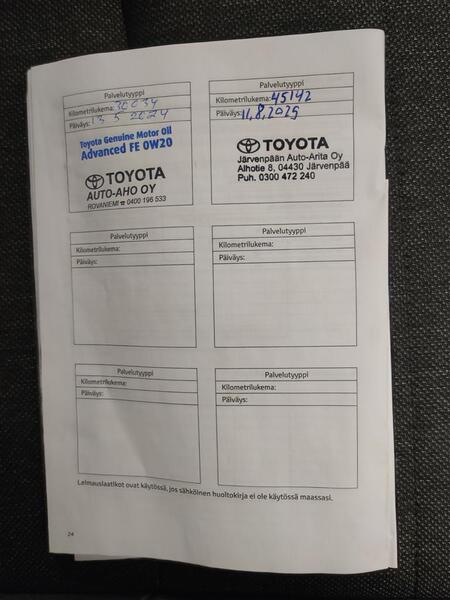 Palvelutyyppi
Kilometrilukema: 30034
Päiväys: 13 5 2024
Toyota Genuine Motor Oil
Advanced FE 0W20
TOYOTA
AUTO-AHO OY
ROVANIEMI ☎ 0400 196 533
Palvelutyyppi
Kilometrilukema: 45142
Päiväys: 11,8,2025
TOYOTA
Järvenpään Auto-Arita Oy
Alhotie 8, 04430 Järvenpää
Puh. 0300 472 240
Palvelutyyppi
Kilometrilukema:
Päiväys:
Palvelutyyppi
Kilometrilukema:
Päiväys:
Palvelutyyppi
Kilometrilukema:
Päiväys:
Palvelutyyppi
Kilometrilukema:
Päiväys:
Leimauslaatikot ovat käytössä, jos sähköinen huoltokirja ei ole käytössä maassasi.
24